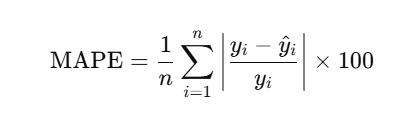 MAPE = \frac{1}{n} \sum_{i=1}^{n} \left| \frac{y_i - \hat{y}_i}{y_i} \right| \times 100